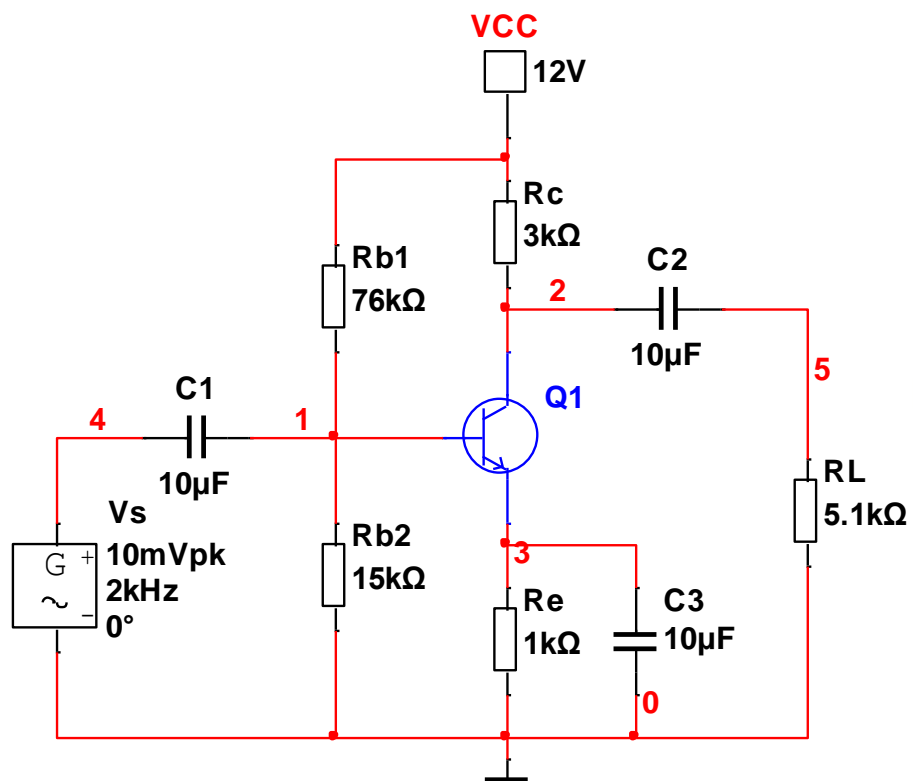 VCC
12V
Rc
3kΩ
Rb1
76kΩ
C2
10µF
2
5
C1
10µF
4
1
Q1
RL
5.1kΩ
Vs
10mVpk
2kHz
0°
G
+
−
Rb2
15kΩ
3
Re
1kΩ
C3
10µF
0